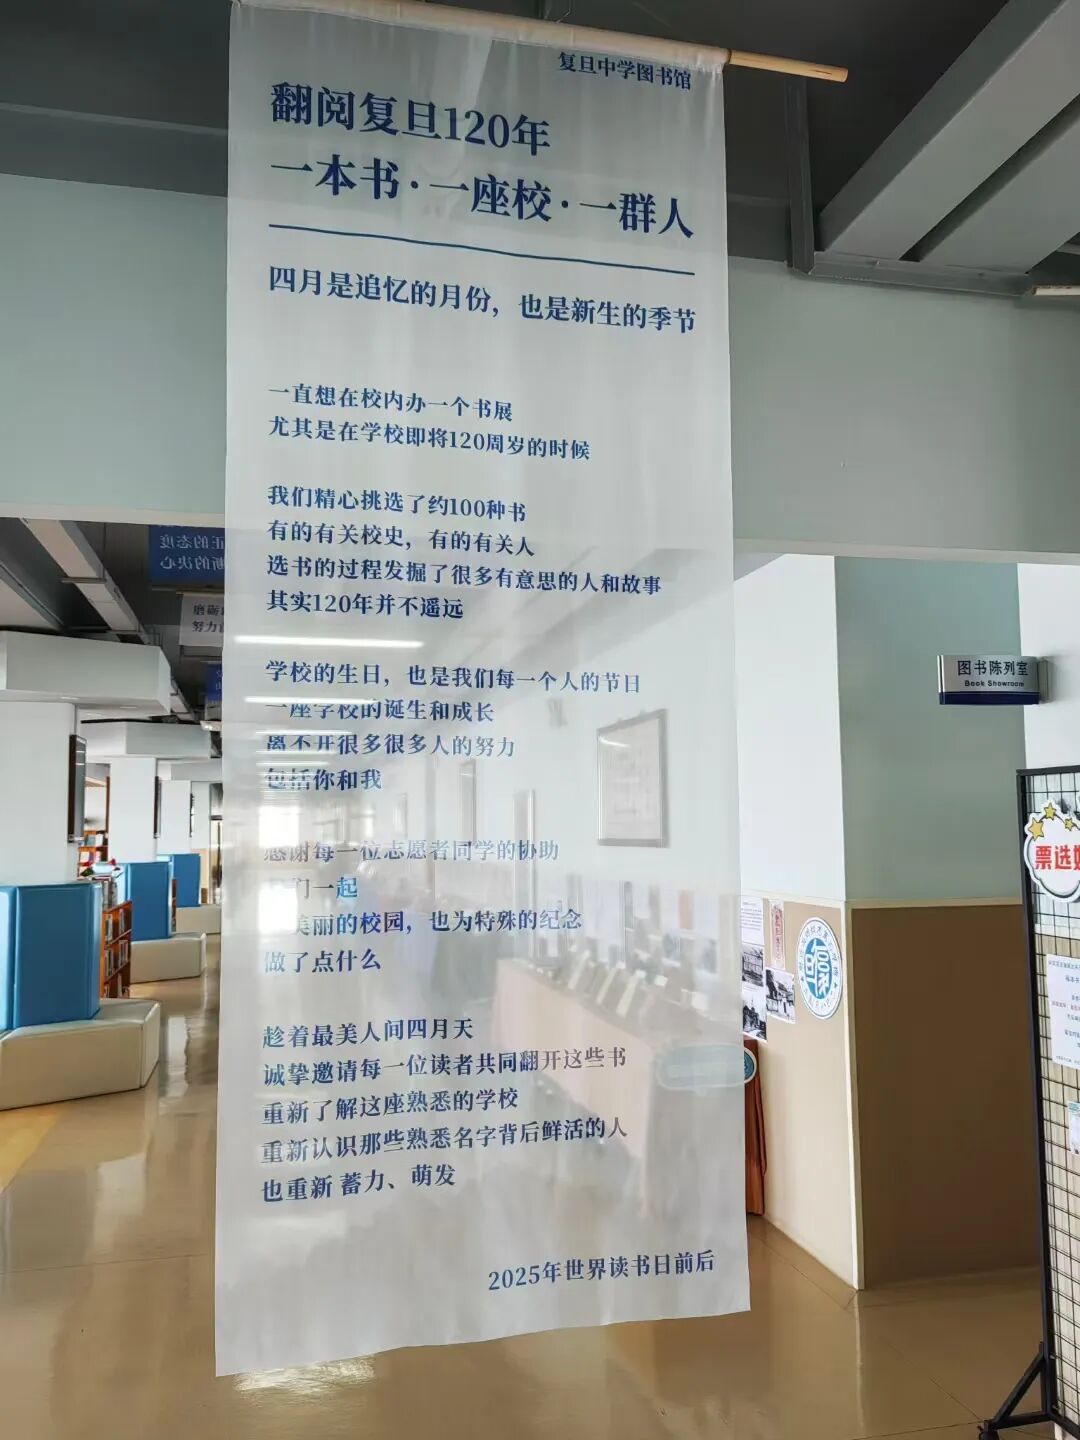 复旦中学图书馆
翻阅复旦120年
一本书·一座校·一群人
四月是追忆的月份，也是新生的季节
一直想在校内办一个书展
尤其是在学校即将120周岁的时候
我们精心挑选了约100种书
有的有关校史，有的有关人
选书的过程发掘了很多有意思的人和故事
其实120年并不遥远
学校的生日，也是我们每一个人的节日
一座学校的诞生和成长
离不开很多很多人的努力
包括你和我
感谢每一位志愿者同学的协助
我们一起
美丽的校园，也为特殊的纪念
做了点什么
趁着最美人间四月天
诚挚邀请每一位读者共同翻开这些书
重新了解这座熟悉的学校
重新认识那些熟悉名字背后鲜活的人
也重新 蓄力、萌发
2025年世界读书日前后
图书陈列室
Book Showroom
票选